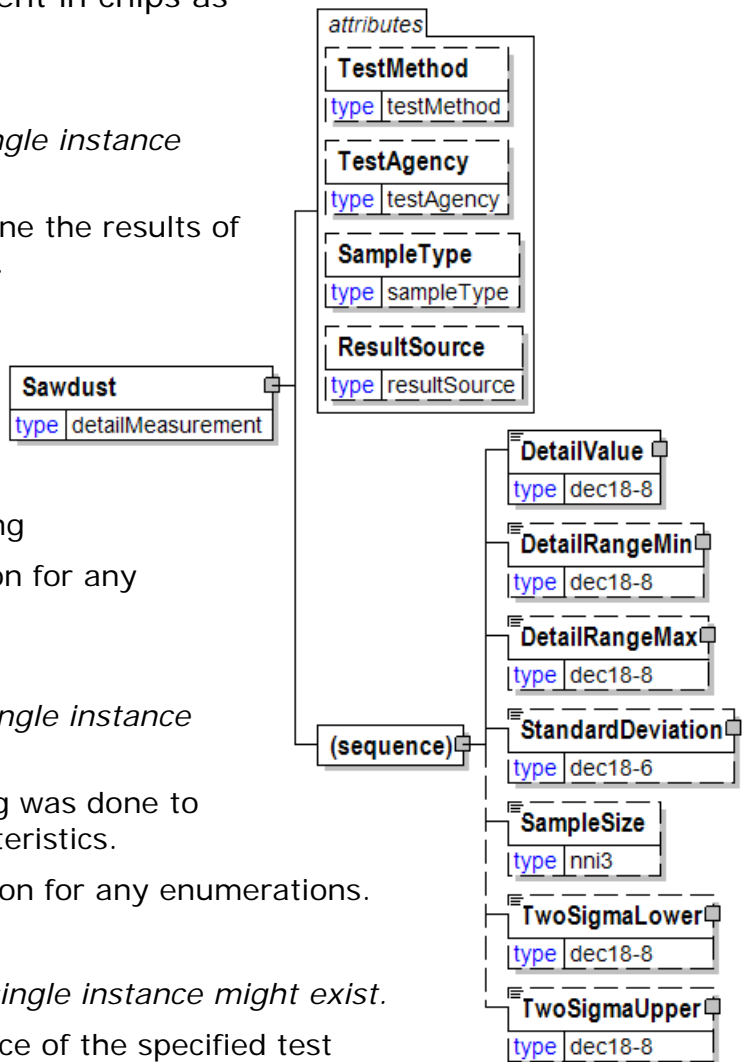 ent in chips as
ngle instance
ne the results of
.
ng
on for any
ngle instance
g was done to
teristics.
on for any enumerations.
single instance might exist.
ce of the specified test
attributes
TestMethod
type testMethod
TestAgency
type testAgency
SampleType
type sampleType
ResultSource
type resultSource
Sawdust
type detailMeasurement
(sequence)
DetailValue
type dec18-8
DetailRangeMin
type dec18-8
DetailRangeMax
type dec18-8
StandardDeviation
type dec18-6
SampleSize
type nni3
TwoSigmaLower
type dec18-8
TwoSigmaUpper
type dec18-8